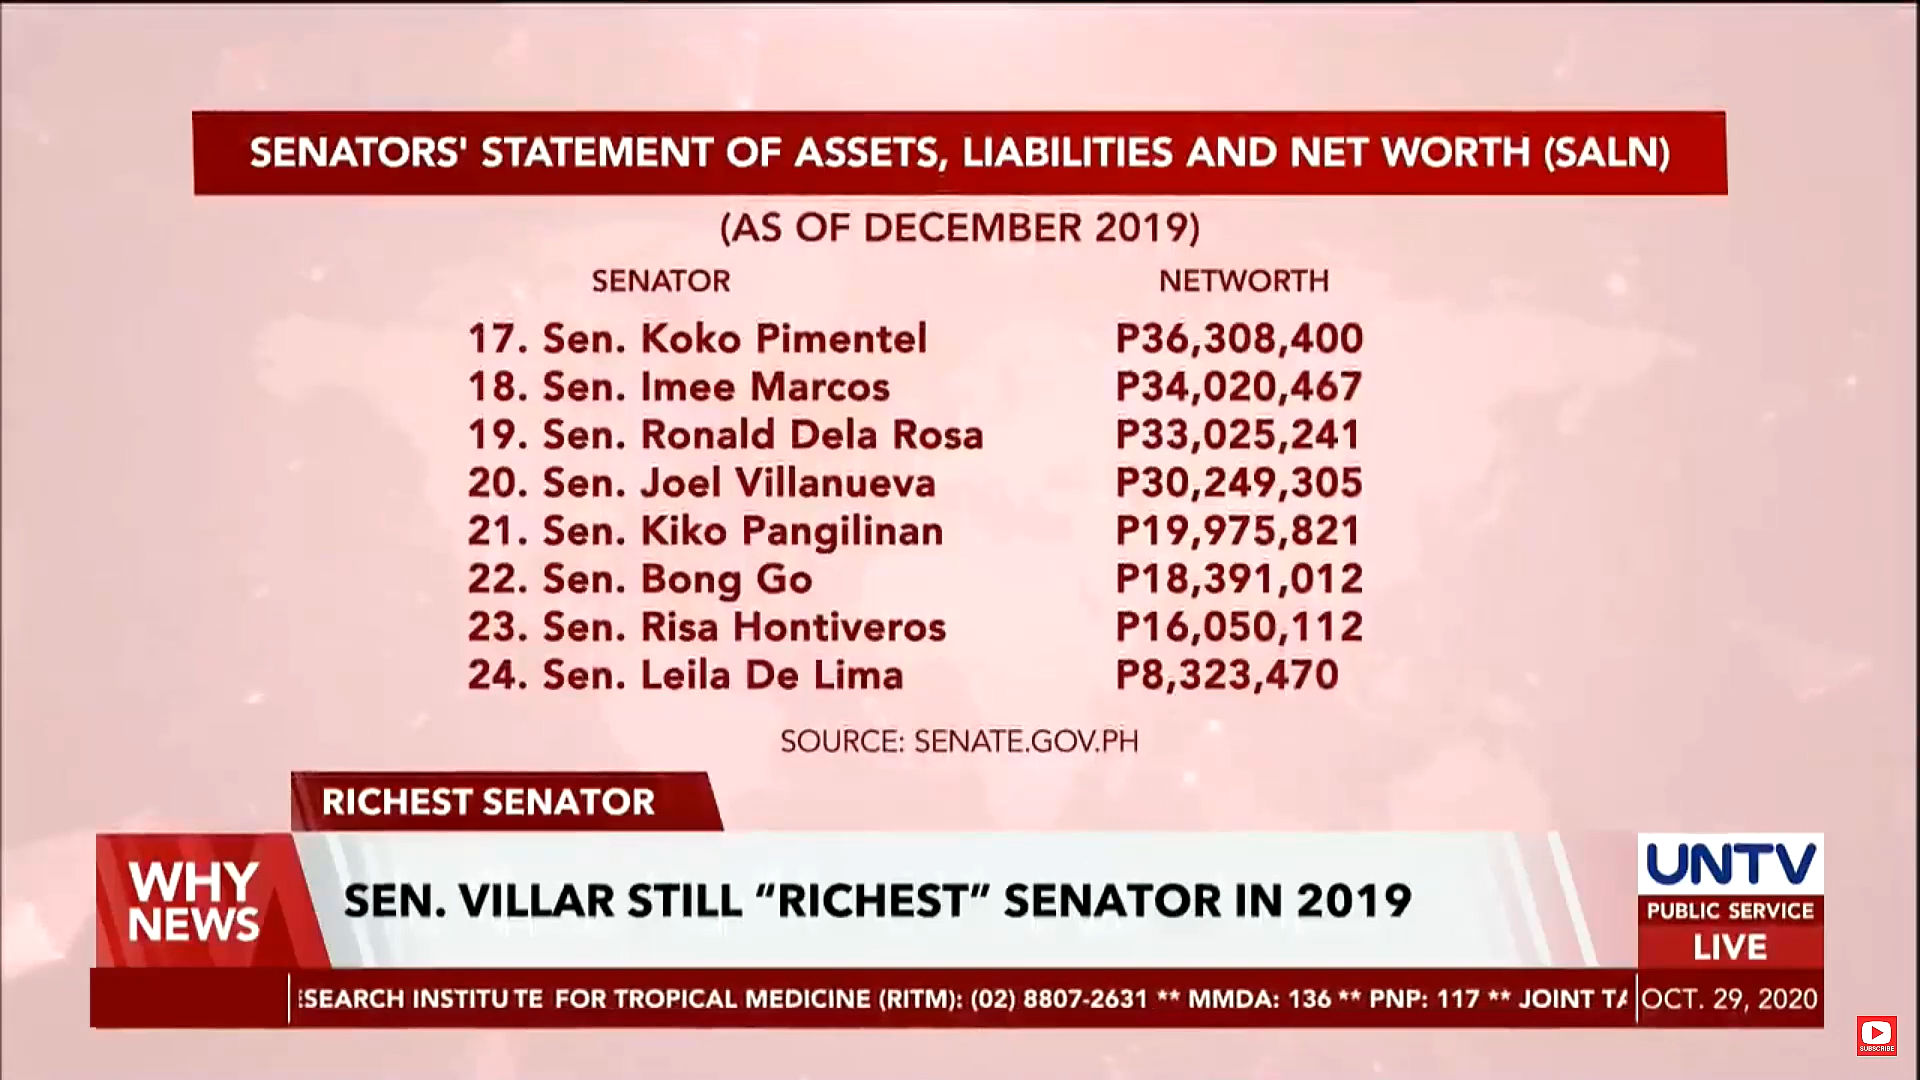 SENATORS' STATEMENT OF ASSETS, LIABILITIES AND NET WORTH (SALN)
(AS OF DECEMBER 2019)
SENATOR NETWORTH
17. Sen. Koko Pimentel P36,308,400
18. Sen. Imee Marcos P34,020,467
19. Sen. Ronald Dela Rosa P33,025,241
20. Sen. Joel Villanueva P30,249,305
21. Sen. Kiko Pangilinan P19,975,821
22. Sen. Bong Go P18,391,012
23. Sen. Risa Hontiveros P16,050,112
24. Sen. Leila De Lima P8,323,470
SOURCE: SENATE.GOV.PH
RICHEST SENATOR
WHY
NEWS
SEN. VILLAR STILL “RICHEST” SENATOR IN 2019
UNTV
PUBLIC SERVICE
LIVE
ESEARCH INSTITUTE FOR TROPICAL MEDICINE (RITM): (02) 8807-2631 ** MMDA: 136 ** PNP: 117 ** JOINT TA
OCT. 29, 2020
SUBSCRIBE